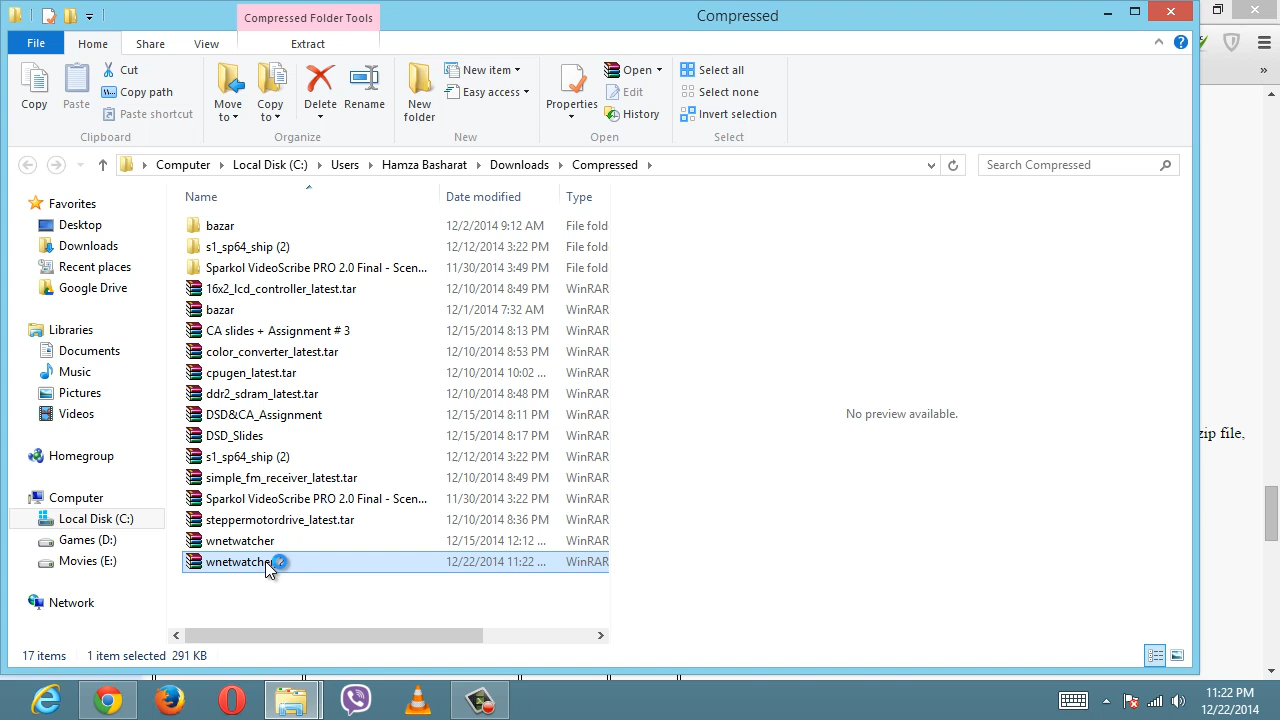 Compressed Folder Tools
Compressed
File Home Share View Extract
Copy
Paste
Cut
Copy path
Paste shortcut
Clipboard
Move to
Copy to
Delete
Rename
Organize
New folder
New item
Easy access
New
Properties
Open
Edit
History
Open
Select all
Select none
Invert selection
Select
Computer Local Disk (C:) Users Hamza Basharat Downloads Compressed
Search Compressed
Favorites
Desktop
Downloads
Recent places
Google Drive
Libraries
Documents
Music
Pictures
Videos
Homegroup
Computer
Local Disk (C:)
Games (D:)
Movies (E:)
Network
Name Date modified Type
bazar 12/2/2014 9:12 AM File fold
s1_sp64_ship (2) 12/12/2014 3:22 PM File fold
Sparkol VideoScribe PRO 2.0 Final - Scen... 11/30/2014 3:49 PM File fold
16x2_lcd_controller_latest.tar 12/10/2014 8:49 PM WinRAR
bazar 12/1/2014 7:32 AM WinRAR
CA slides + Assignment # 3 12/15/2014 8:13 PM WinRAR
color_converter_latest.tar 12/10/2014 8:53 PM WinRAR
cpugen_latest.tar 12/10/2014 10:02 ... WinRAR
ddr2_sdram_latest.tar 12/10/2014 8:48 PM WinRAR
DSD&CA_Assignment 12/15/2014 8:11 PM WinRAR
DSD_Slides 12/15/2014 8:17 PM WinRAR
s1_sp64_ship (2) 12/12/2014 3:22 PM WinRAR
simple_fm_receiver_latest.tar 12/10/2014 8:49 PM WinRAR
Sparkol VideoScribe PRO 2.0 Final - Scen... 11/30/2014 3:22 PM WinRAR
steppermotordrive_latest.tar 12/10/2014 8:36 PM WinRAR
wnetwatcher 12/15/2014 12:12 ... WinRAR
wnetwatche 12/22/2014 11:22 ... WinRAR
No preview available.
zip file,
17 items 1 item selected 291 KB
11:22 PM
12/22/2014